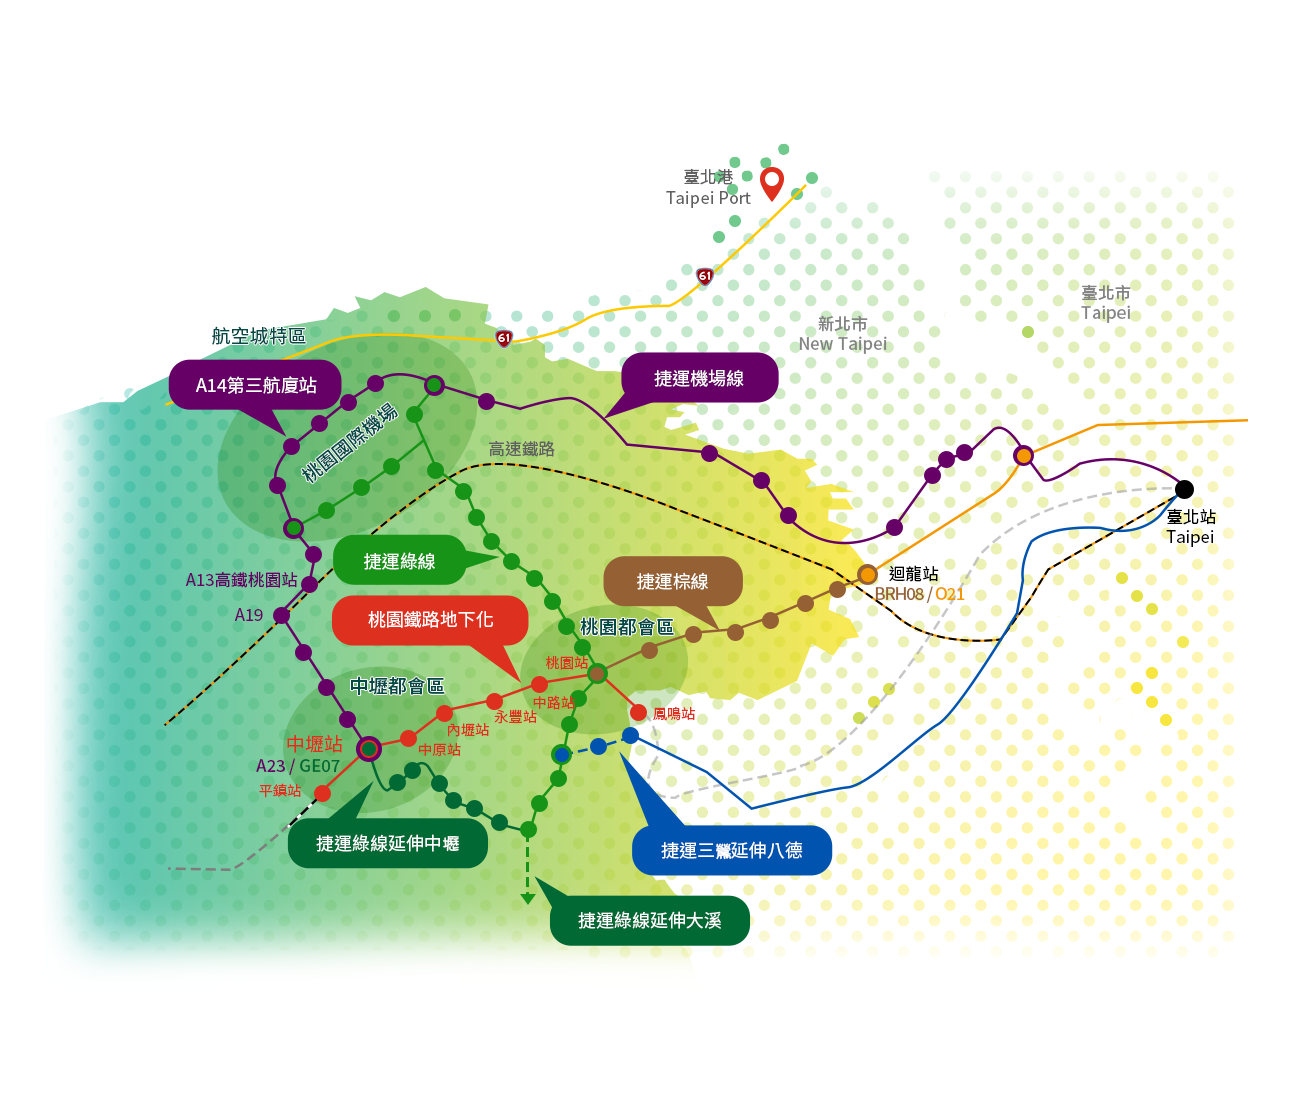 臺北港
Taipei Port
61
臺北市
Taipei
新北市
New Taipei
航空城特區
61
A14第三航廈站
捷運機場線
桃園國際機場
高速鐵路
臺北站
Taipei
捷運綠線
A13高鐵桃園站
捷運棕線
迴龍站
BRH08 / O21
A19
桃園鐵路地下化
桃園都會區
桃園站
中壢都會區
中路站
永豐站
鳳鳴站
內壢站
中壢站
中原站
A23 / GE07
平鎮站
捷運綠線延伸中壢
捷運三鶯延伸八德
捷運綠線延伸大溪